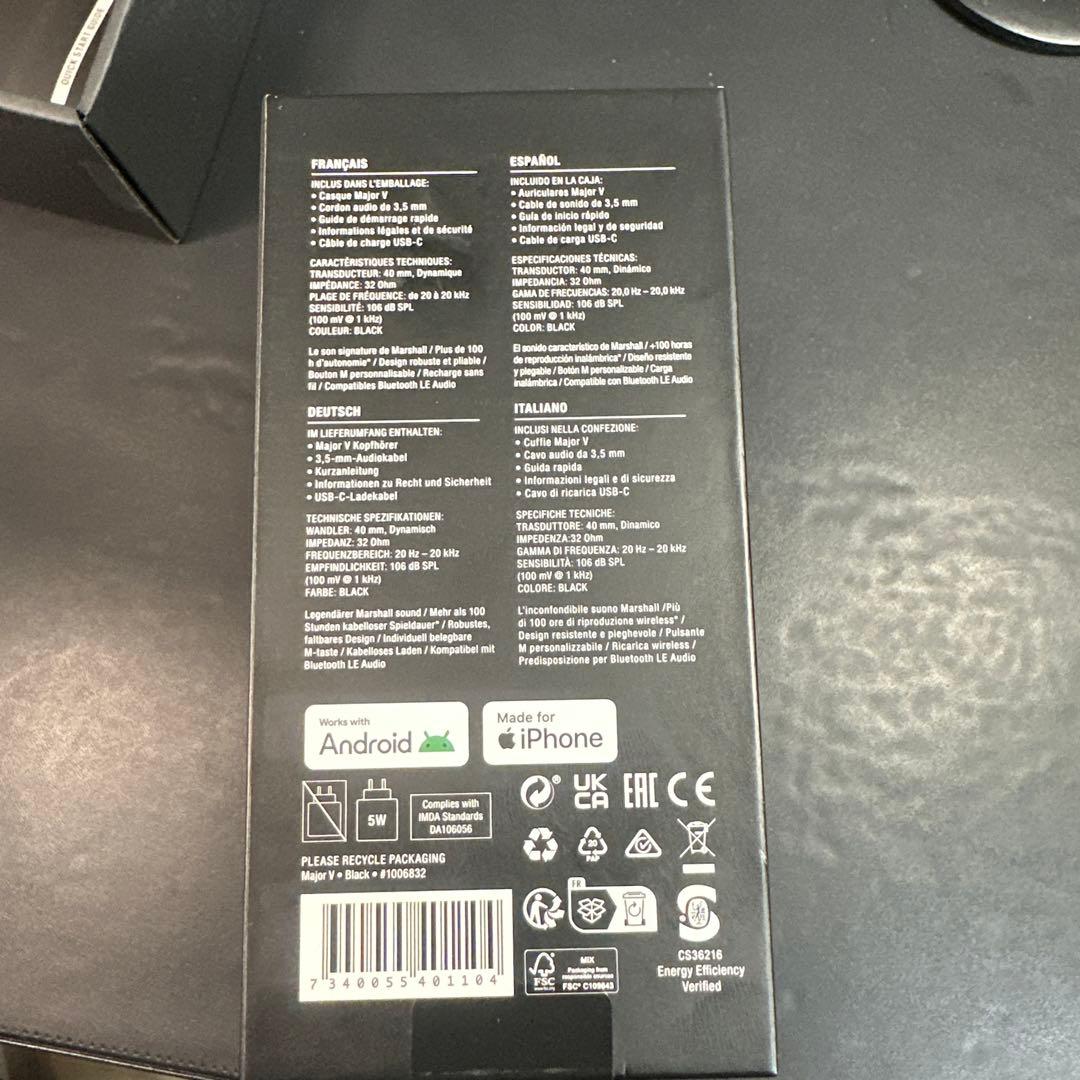 QUICK START GUIDE
FRANÇAIS
INCLUS DANS L'EMBALLAGE:
• Casque Major V
• Cordon audio de 3,5 mm
• Guide de démarrage rapide
• Informations légales et de sécurité
• Câble de charge USB-C
CARACTÉRISTIQUES TECHNIQUES:
TRANSDUCTEUR: 40 mm, Dynamique
IMPÉDANCE: 32 Ohm
PLAGE DE FRÉQUENCE: de 20 à 20 kHz
SENSIBILITÉ: 106 dB SPL
(100 mV @ 1 kHz)
COULEUR: BLACK
Le son signature de Marshall / Plus de 100
h d'autonomie* / Design robuste et pliable /
Bouton M personnalisable / Recharge sans
fil / Compatibles Bluetooth LE Audio
ESPAÑOL
INCLUIDO EN LA CAJA:
• Auriculares Major V
• Cable de sonido de 3,5 mm
• Guía de inicio rápido
• Información legal y de seguridad
• Cable de carga USB-C
ESPECIFICACIONES TÉCNICAS:
TRANSDUCTOR: 40 mm, Dinámico
IMPEDANCIA: 32 Ohm
GAMA DE FRECUENCIAS: 20,0 Hz – 20,0 kHz
SENSIBILIDAD: 106 dB SPL
(100 mV @ 1 kHz)
COLOR: BLACK
El sonido característico de Marshall / +100 horas
de reproducción inalámbrica* / Diseño resistente
y plegable / Botón M personalizable / Carga
inalámbrica / Compatible con Bluetooth LE Audio
DEUTSCH
IM LIEFERUMFANG ENTHALTEN:
• Major V Kopfhörer
• 3,5-mm-Audiokabel
• Kurzanleitung
• Informationen zu Recht und Sicherheit
• USB-C-Ladekabel
TECHNISCHE SPEZIFIKATIONEN:
WANDLER: 40 mm, Dynamisch
IMPEDANZ: 32 Ohm
FREQUENZBEREICH: 20 Hz – 20 kHz
EMPFINDLICHKEIT: 106 dB SPL
(100 mV @ 1 kHz)
FARBE: BLACK
Legendärer Marshall sound / Mehr als 100
Stunden kabelloser Spieldauer* / Robustes,
faltbares Design / Individuell belegbare
M-taste / Kabelloses Laden / Kompatibel mit
Bluetooth LE Audio
ITALIANO
INCLUSI NELLA CONFEZIONE:
• Cuffie Major V
• Cavo audio da 3,5 mm
• Guida rapida
• Informazioni legali e di sicurezza
• Cavo di ricarica USB-C
SPECIFICHE TECNICHE:
TRASDUTTORE: 40 mm, Dinamico
IMPEDENZA:32 Ohm
GAMMA DI FREQUENZA: 20 Hz – 20 kHz
SENSIBILITÀ: 106 dB SPL
(100 mV @ 1 kHz)
COLORE: BLACK
L'inconfondibile suono Marshall /Più
di 100 ore di riproduzione wireless* /
Design resistente e pieghevole / Pulsante
M personalizzabile / Ricarica wireless /
Predisposizione per Bluetooth LE Audio
Works with
Android
Made for
iPhone
5W
Complies with
IMDA Standards
DA106056
UK
CA
EAC
CE
20
PAP
PLEASE RECYCLE PACKAGING
Major V • Black • #1006832
7 340055 401104
FR
FSC
www.fsc.org
MIX
Packaging from
responsible sources
FSC® C109643
CS36216
Energy Efficiency
Verified